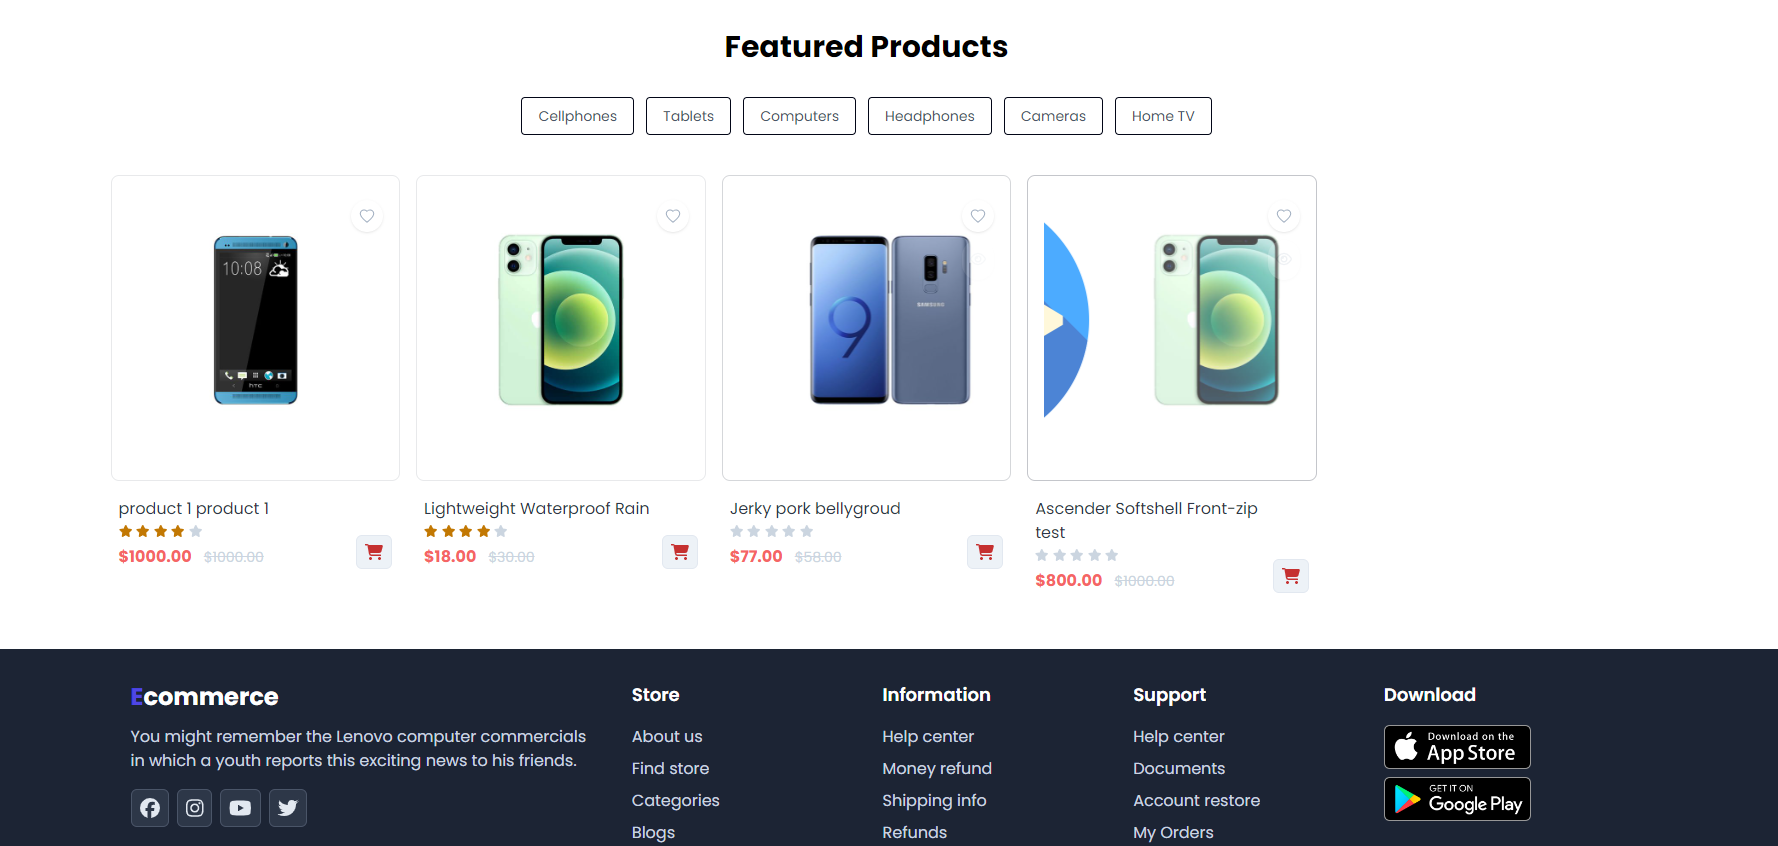 Featured Products
Cellphones Tablets Computers Headphones Cameras Home TV
10:08
hTC
9
SAMSUNG
product 1 product 1
$1000.00 $1000.00
Lightweight Waterproof Rain
$18.00 $30.00
Jerky pork bellygroud
$77.00 $58.00
Ascender Softshell Front-zip
test
$800.00 $1000.00
Ecommerce
You might remember the Lenovo computer commercials
in which a youth reports this exciting news to his friends.
Store
About us
Find store
Categories
Blogs
Information
Help center
Money refund
Shipping info
Refunds
Support
Help center
Documents
Account restore
My Orders
Download
Download on the
App Store
GET IT ON
Google Play